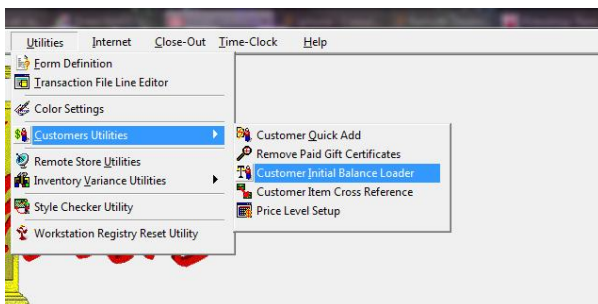 Utilities Internet Close-Out Time-Clock Help
Form Definition
Transaction File Line Editor
Color Settings
Customers Utilities
Remote Store Utilities
Inventory Variance Utilities
Style Checker Utility
Workstation Registry Reset Utility
Customer Quick Add
Remove Paid Gift Certificates
Customer Initial Balance Loader
Customer Item Cross Reference
Price Level Setup